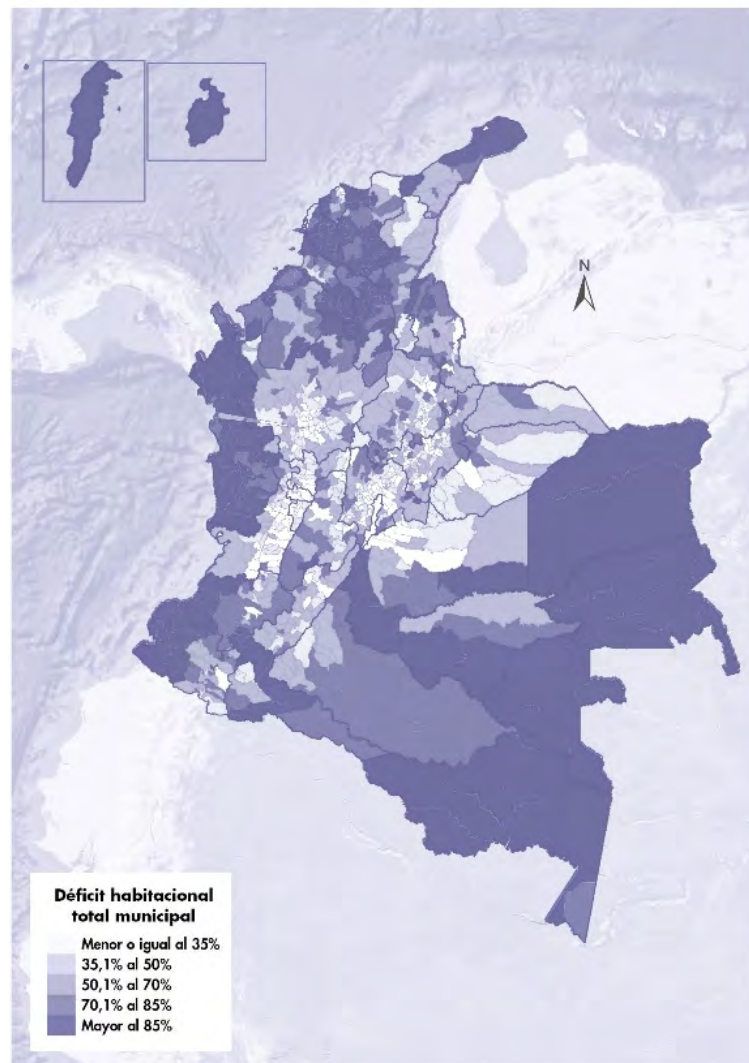 N
Déficit habitacional
total municipal
Menor o igual al 35%
35,1% al 50%
50,1% al 70%
70,1% al 85%
Mayor al 85%